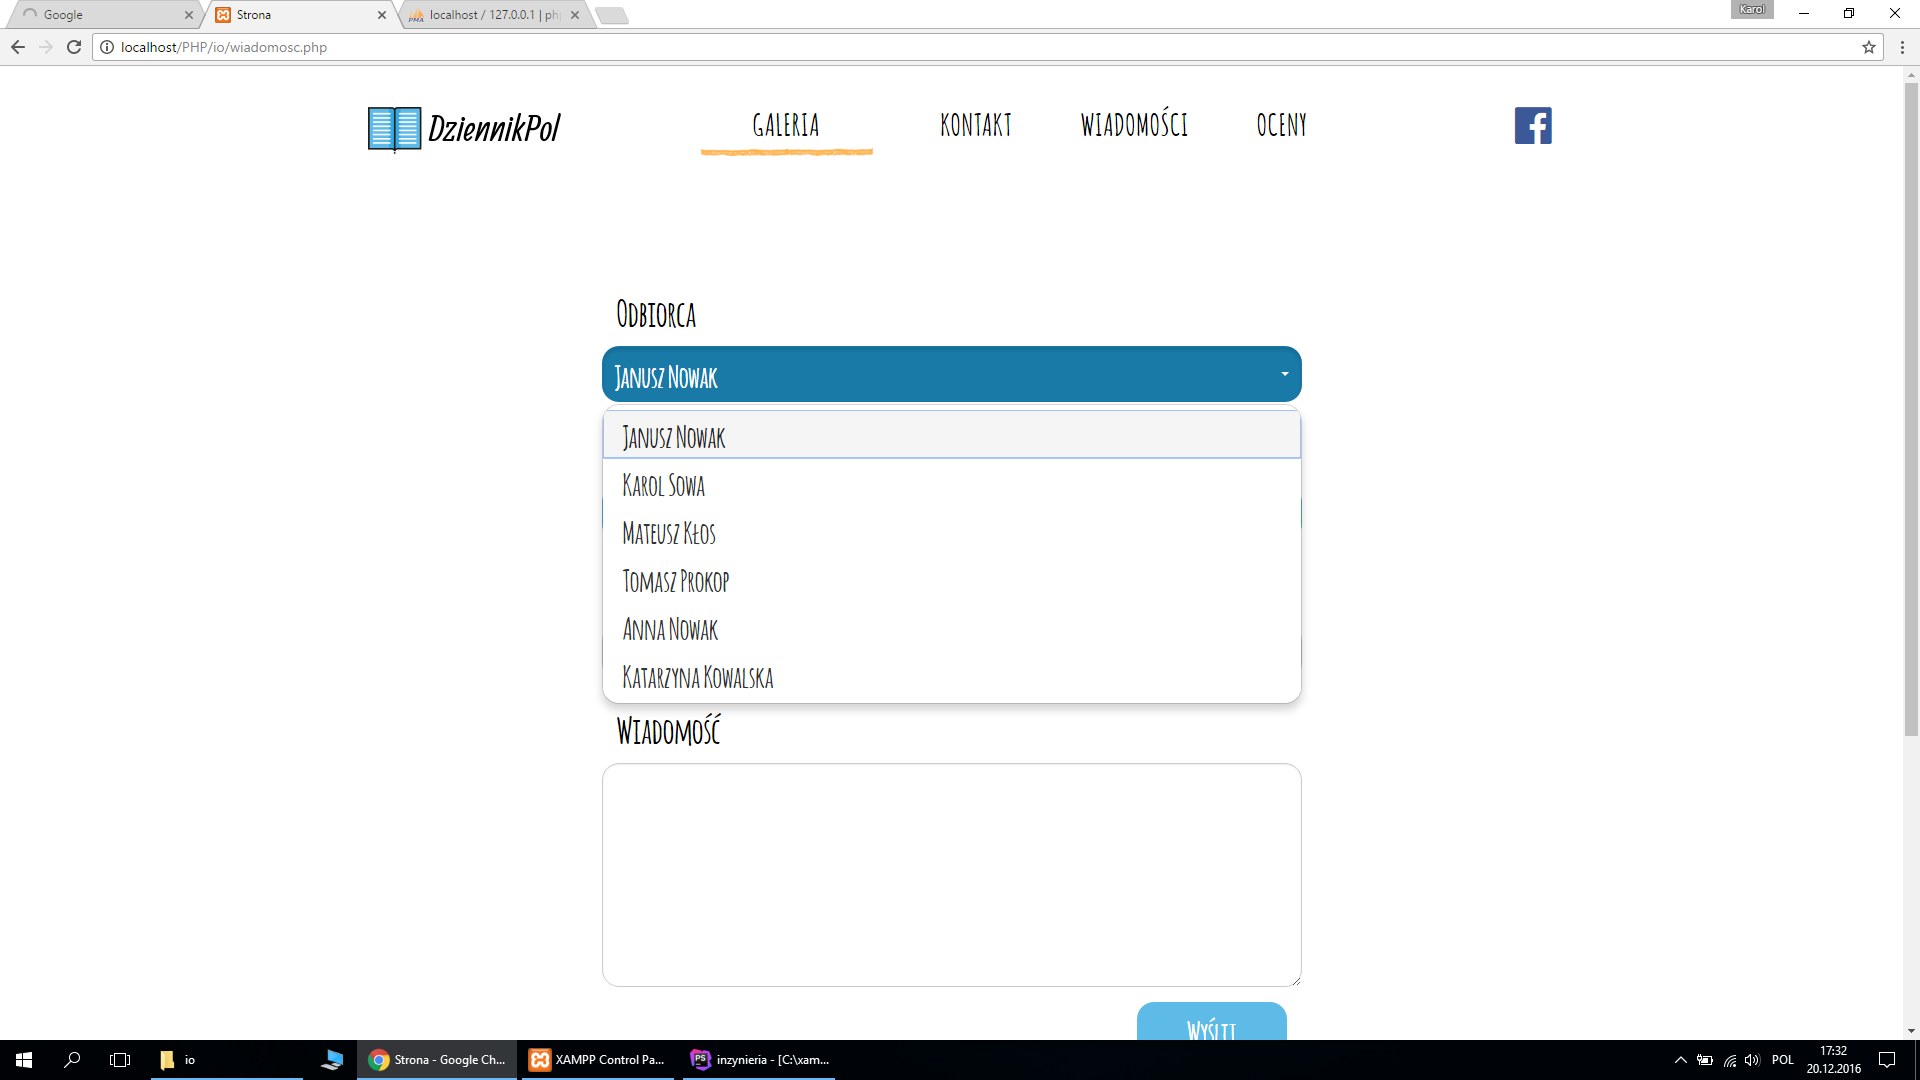 Google
Strona
localhost / 127.0.0.1 | ph
Karol
localhost/PHP/io/wiadomosc.php
DziennikPol
GALERIA
KONTAKT
WIADOMOŚCI
OCENY
Odbiorca
Janusz Nowak
Janusz Nowak
Karol Sowa
Mateusz Kłos
Tomasz Prokop
Anna Nowak
Katarzyna Kowalska
Wiadomość
Wyślij
io
Strona - Google Ch...
XAMPP Control Pa...
inzynieria - [C:\xam...
POL
17:32
20.12.2016